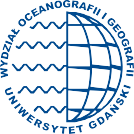 WYDZIAŁ OCEANOGRAFII I GEOGRAFII
UNIWERSYTET GDAŃSKI